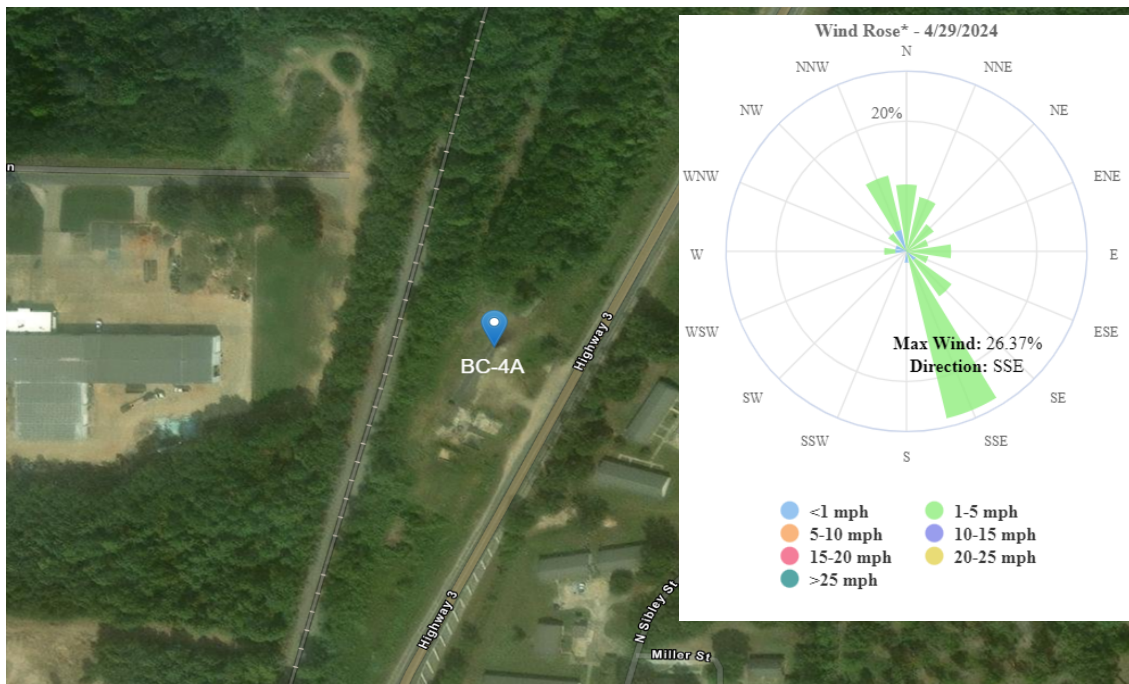 Wind Rose* - 4/29/2024
N
NNW
NNE
NW
20%
NE
n
WNW
ENE
W
E
BC-4A
Highway 3
WSW
ESE
Max Wind: 26.37%
Direction: SSE
SW
SE
SSW
SSE
S
<1 mph
1-5 mph
5-10 mph
10-15 mph
15-20 mph
20-25 mph
>25 mph
Highway 3
N Sibley St
Miller St